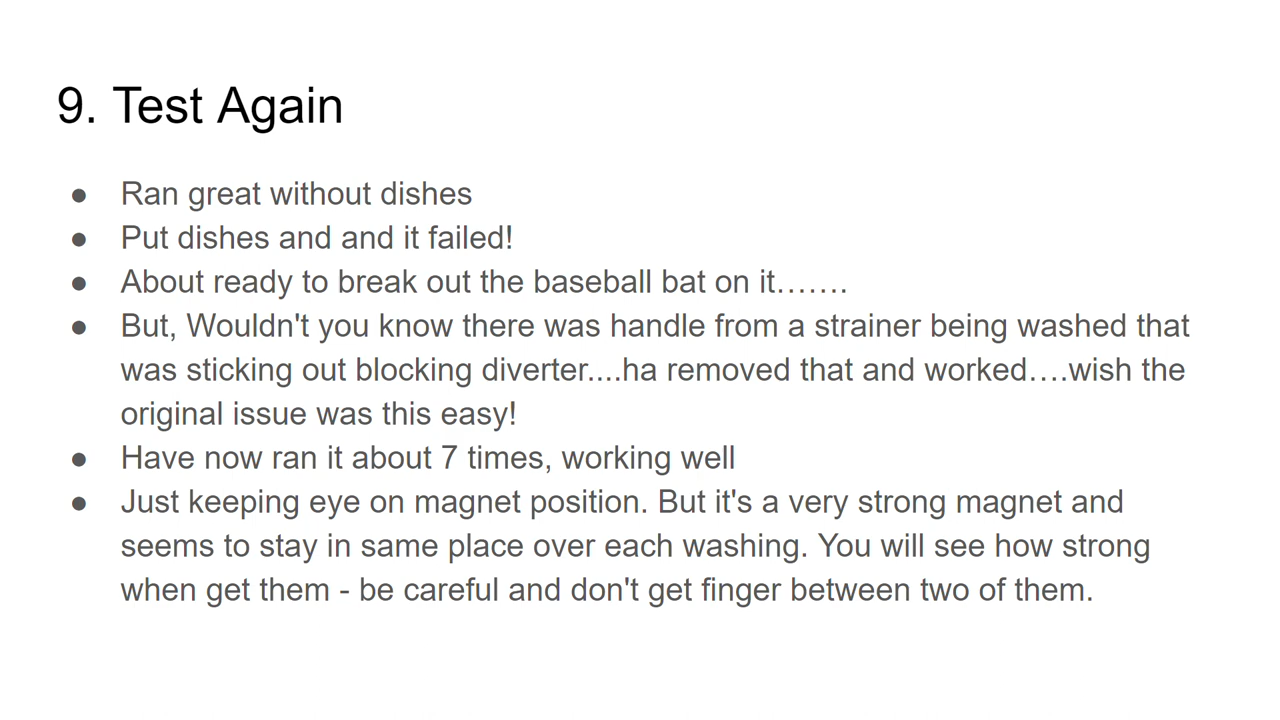 9. Test Again
● Ran great without dishes
● Put dishes and and it failed!
● About ready to break out the baseball bat on it…….
● But, Wouldn't you know there was handle from a strainer being washed that
was sticking out blocking diverter....ha removed that and worked….wish the
original issue was this easy!
● Have now ran it about 7 times, working well
● Just keeping eye on magnet position. But it's a very strong magnet and
seems to stay in same place over each washing. You will see how strong
when get them - be careful and don't get finger between two of them.